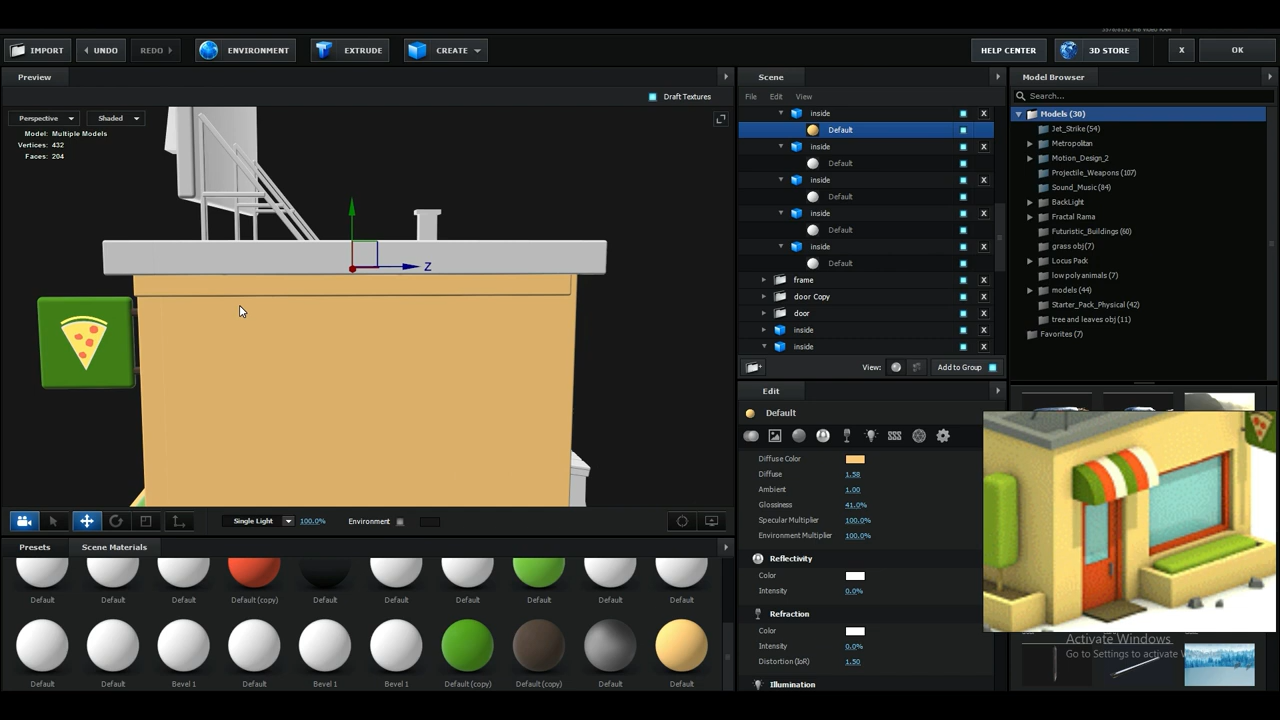 IMPORT
UNDO
REDO
ENVIRONMENT
EXTRUDE
CREATE
HELP CENTER
3D STORE
X
OK
Preview
Draft Textures
Perspective
Shaded
Model: Multiple Models
Vertices: 432
Faces: 204
Z
Single Light
100.0%
Environment
Presets
Scene Materials
Default
Default
Default
Default (copy)
Default
Default
Default
Default
Default
Default
Default
Default
Bevel 1
Default
Bevel 1
Bevel 1
Default (copy)
Default (copy)
Default
Default
Scene
File
Edit
View
inside
Default
inside
X
Default
inside
X
Default
inside
X
Default
inside
X
Default
frame
X
door Copy
X
door
X
inside
X
inside
X
View:
Add to Group
Edit
Default
Diffuse Color
Diffuse
1.58
Ambient
1.00
Glossiness
41.0%
Specular Multiplier
100.0%
Environment Multiplier
100.0%
Reflectivity
Color
Intensity
0.0%
Refraction
Color
Intensity
0.0%
Distortion (IoR)
1.50
Illumination
Model Browser
Search...
Models (30)
Jet_Strike (54)
Metropolitan
Motion_Design_2
Projectile_Weapons (107)
Sound_Music (84)
BackLight
Fractal Rama
Futuristic_Buildings (60)
grass obj (7)
Locus Pack
low poly animals (7)
models (44)
Starter_Pack_Physical (42)
tree and leaves obj (11)
Favorites (7)
Activate Windows
Go to Settings to activate